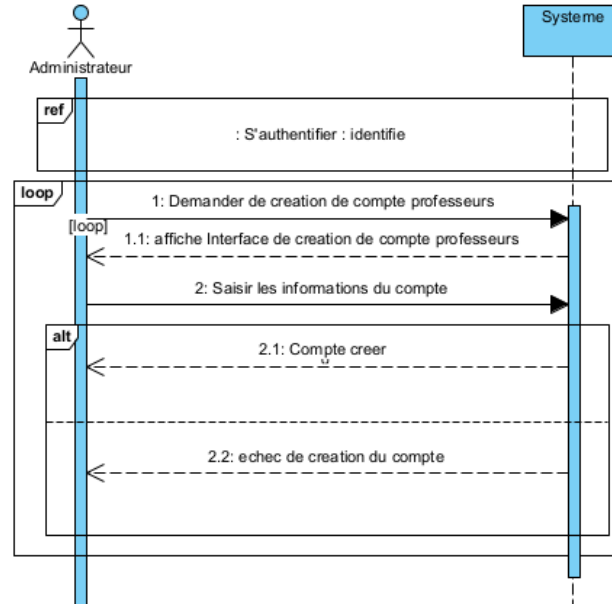 Systeme
Administrateur
ref
: S'authentifier : identifie
loop
1: Demander de creation de compte professeurs
[loop]
1.1: affiche Interface de creation de compte professeurs
2: Saisir les informations du compte
alt
2.1: Compte creer
2.2: echec de creation du compte